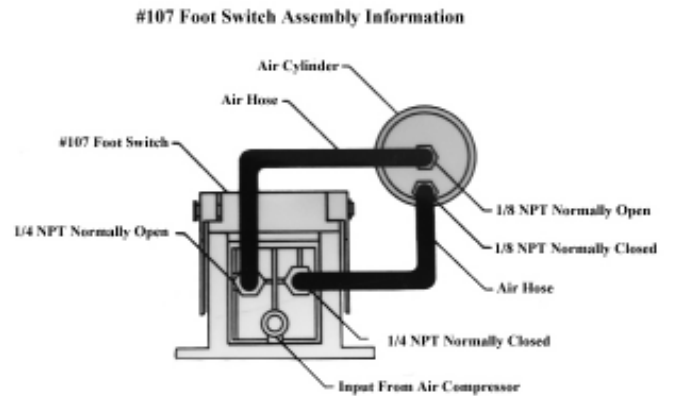 #107 Foot Switch Assembly Information
Air Cylinder
Air Hose
#107 Foot Switch
1/8 NPT Normally Open
1/4 NPT Normally Open
1/8 NPT Normally Closed
Air Hose
1/4 NPT Normally Closed
Input From Air Compressor